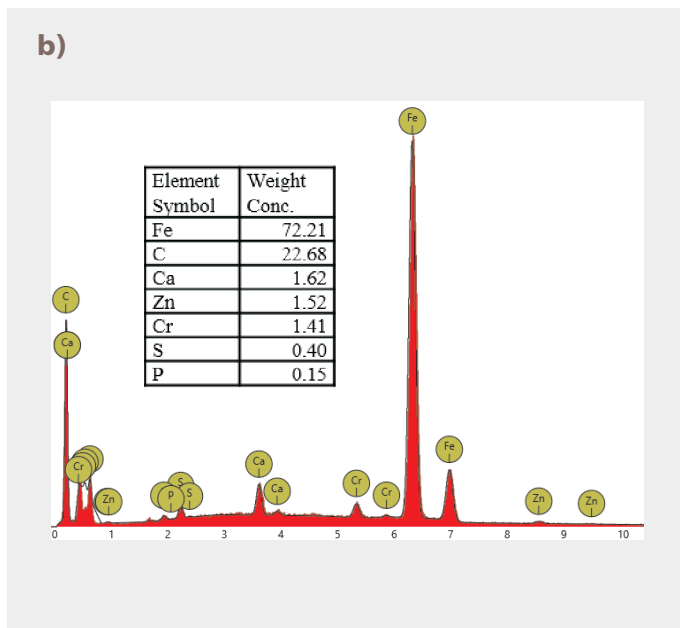 b)
Fe
Element Symbol Weight Conc.
Fe 72.21
C 22.68
Ca 1.62
Zn 1.52
Cr 1.41
S 0.40
P 0.15
C
Ca
Fe
Ca
Cr
S
Ca
Cr
P
S
Cr
Zn
Zn
Zn
0 1 2 3 4 5 6 7 8 9 10